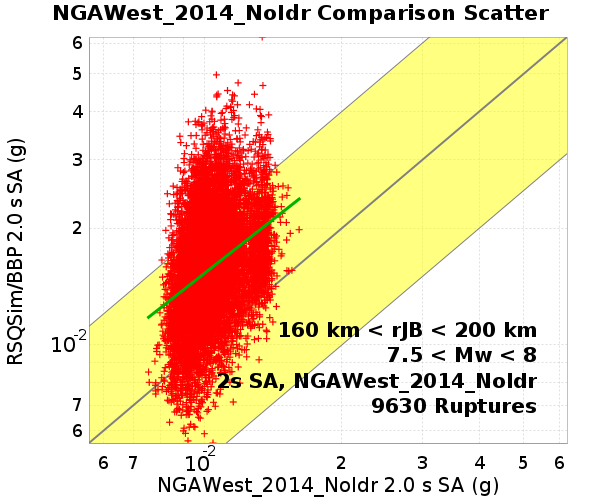 NGAWest_2014_NoIdr Comparison Scatter
6
5
4
3
2
10-2
7
6
RSQSim/BBP 2.0 s SA (g)
160 km < rJB < 200 km
7.5 < Mw < 8
2s SA, NGAWest_2014_NoIdr
9630 Ruptures
6 7 10-2 2 3 4 5 6
NGAWest_2014_NoIdr 2.0 s SA (g)